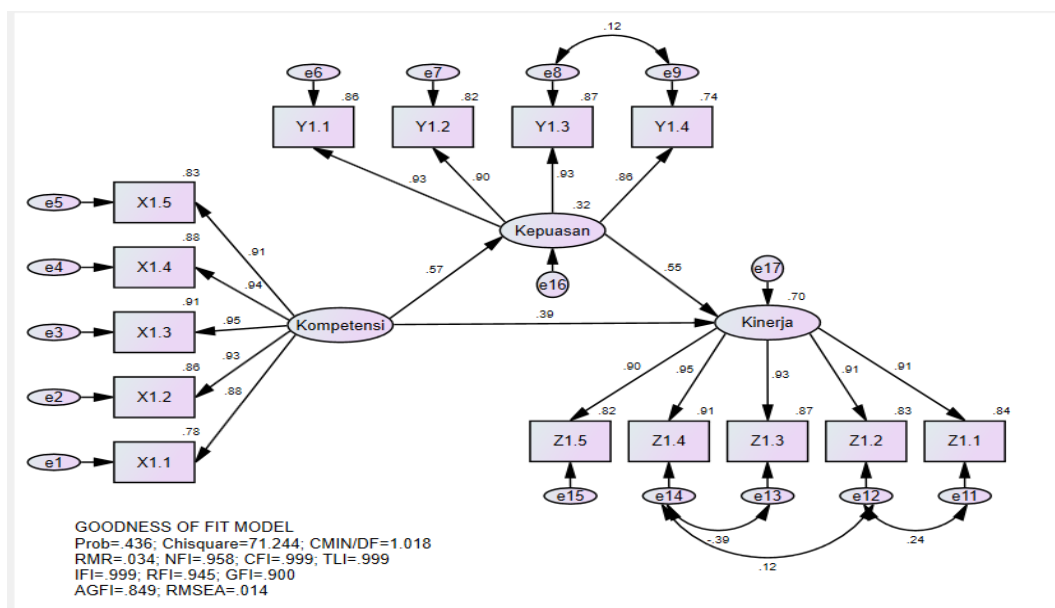 .12
e6
e7
e8
e9
.86
.82
.87
.74
Y1.1
Y1.2
Y1.3
Y1.4
.93
.90
.93
.86
.83
e5
X1.5
.32
Kepuasan
.88
.91
e4
X1.4
.94
.57
e16
.55
e17
.91
.95
.70
e3
X1.3
Kompetensi
.39
Kinerja
.93
.86
.88
e2
X1.2
.90
.95
.93
.91
.91
.78
.82
.91
.87
.83
.84
e1
X1.1
Z1.5
Z1.4
Z1.3
Z1.2
Z1.1
e15
e14
e13
e12
e11
-.39
.24
.12
GOODNESS OF FIT MODEL
Prob=.436; Chisquare=71.244; CMIN/DF=1.018
RMR=.034; NFI=.958; CFI=.999; TLI=.999
IFI=.999; RFI=.945; GFI=.900
AGFI=.849; RMSEA=.014